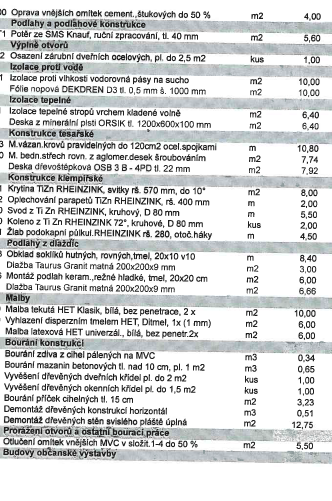 00 Oprava vnějších omítek cement.,štukových do 50 % m2 4,00
Podlahy a podlahové konstrukce
1 Potěr ze SMS Knauf, ruční zpracování, tl. 40 mm m2 5,60
Výplně otvorů
2 Osazení zárubní dveřních ocelových, pl. do 2,5 m2 kus 1,00
Izolace proti vodě
1 Izolace proti vlhkosti vodorovná pásy na sucho m2 10,00
Fólie nopová DEKDREN D3 tl. 0,5 mm š. 1000 mm m2 10,00
Izolace tepelné
1 Izolace tepelné stropů vrchem kladené volně m2 6,40
Deska z minerální plsti ORSIK tl. 1200x600x100 mm m2 6,40
Konstrukce tesařské
3 M.vázan.krovů pravidelných do 120cm2 ocel.spojkami m 10,80
0 M. bedn.střech rovn. z aglomer.desek šroubováním m2 7,74
Deska dřevoštěpková OSB 3 B - 4PD tl. 22 mm m2 7,92
Konstrukce klempířské
1 Krytina TiZn RHEINZINK, svitky rš. 570 mm, do 10° m2 8,00
2 Oplechování parapetů TiZn RHEINZINK, rš. 400 mm m 2,00
0 Svod z Ti Zn RHEINZINK, kruhový, D 80 mm m 5,50
0 Koleno z Ti Zn RHEINZINK 72°, kruhové, D 80 mm kus 2,00
1 Žlab podokapní půlkul.RHEINZINK rš. 280, otoč.háky m 4,50
Podlahy z dlaždic
3 Obklad soklíků hutných, rovných,tmel, 20x10 v10 m 8,40
Dlažba Taurus Granit matná 200x200x9 mm m2 3,00
6 Montáž podlah keram.,režné hladké, tmel, 20x20 cm m2 6,00
Dlažba Taurus Granit matná 200x200x9 mm m2 6,66
Malby
Malba tekutá HET Klasik, bílá, bez penetrace, 2 x m2 10,00
Vyhlazení disperzním tmelem HET, Ditmel, 1x (1 mm) m2 6,00
Malba latexová HET univerzál., bílá, bez penetr.2x m2 6,00
Bourání konstrukcí
Bourání zdiva z cihel pálených na MVC m3 0,34
Bourání mazanin betonových tl. nad 10 cm, pl. 1 m2 m3 0,65
Vyvěšení dřevěných dveřních křídel pl. do 2 m2 kus 1,00
Vyvěšení dřevěných okenních křídel pl. do 1,5 m2 kus 1,00
Bourání příček cihelných tl. 15 cm m2 3,23
Demontáž dřevěných konstrukcí horizontál m3 0,51
Demontáž dřevěných stěn svislého pláště úplná m2 12,75
Prorážení otvorů a ostatní bourací práce
Otlučení omítek vnějších MVC v složit.1-4 do 50 % m2 5,50
Budovy občanské výstavby